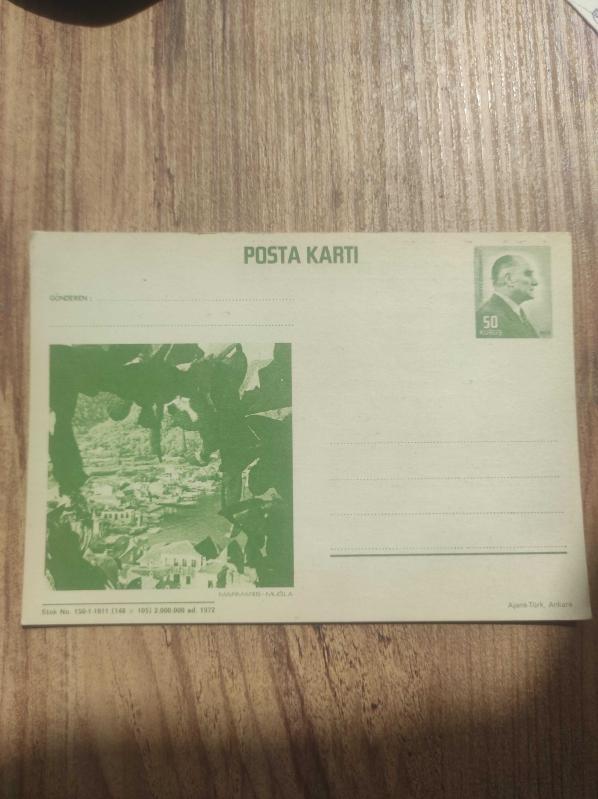 POSTA KARTI
50
KURUŞ
GÖNDEREN :
MARMARİS-MUĞLA
Stok No. 150-1-1911 (148 x 105) 2.000.000 ad. 1972
Ajans-Türk, Ankara